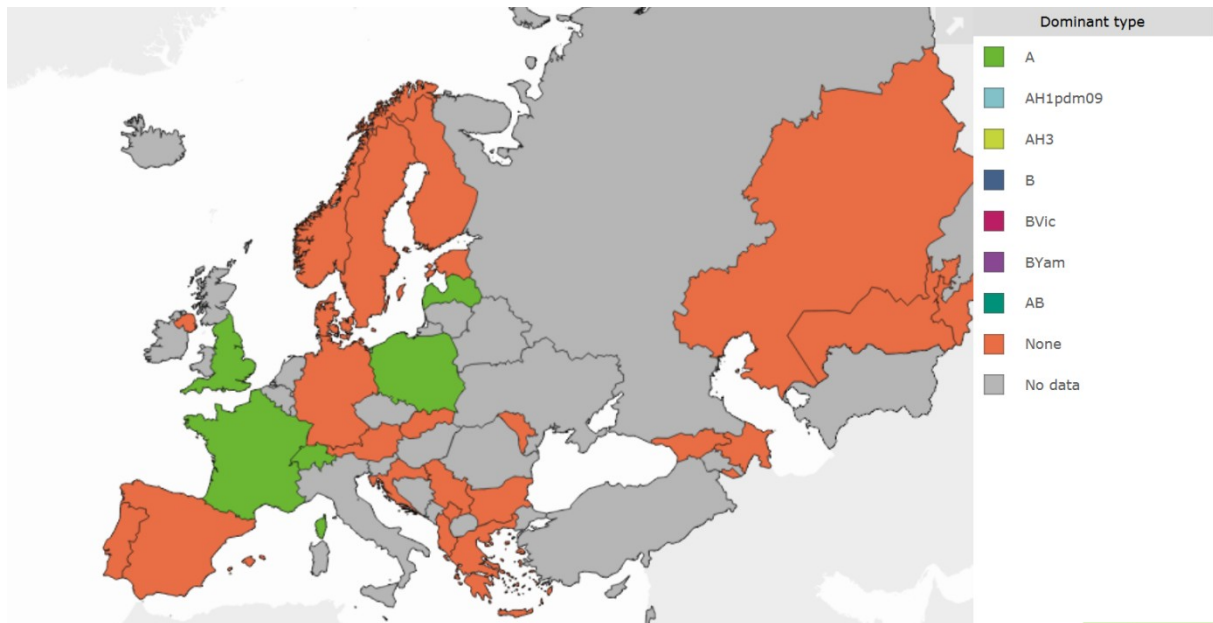 Dominant type
A
AH1pdm09
AH3
B
BVic
BYam
AB
None
No data